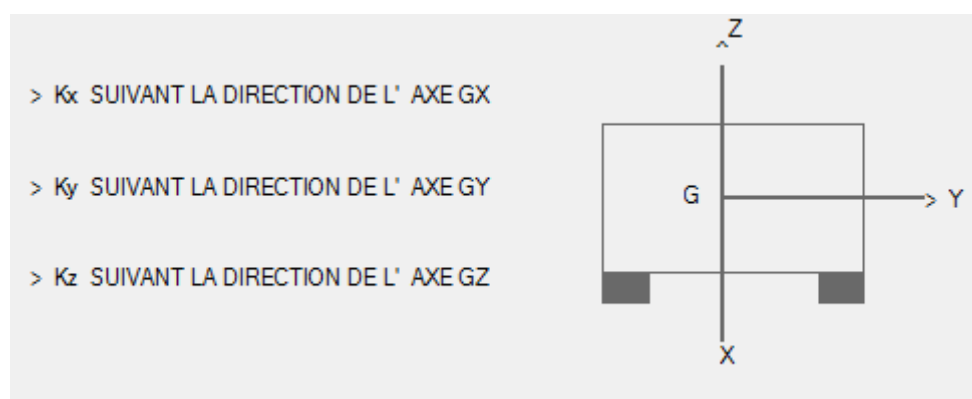 Z
> Kx SUIVANT LA DIRECTION DE L' AXE GX
> Ky SUIVANT LA DIRECTION DE L' AXE GY
G
> Y
> Kz SUIVANT LA DIRECTION DE L' AXE GZ
X